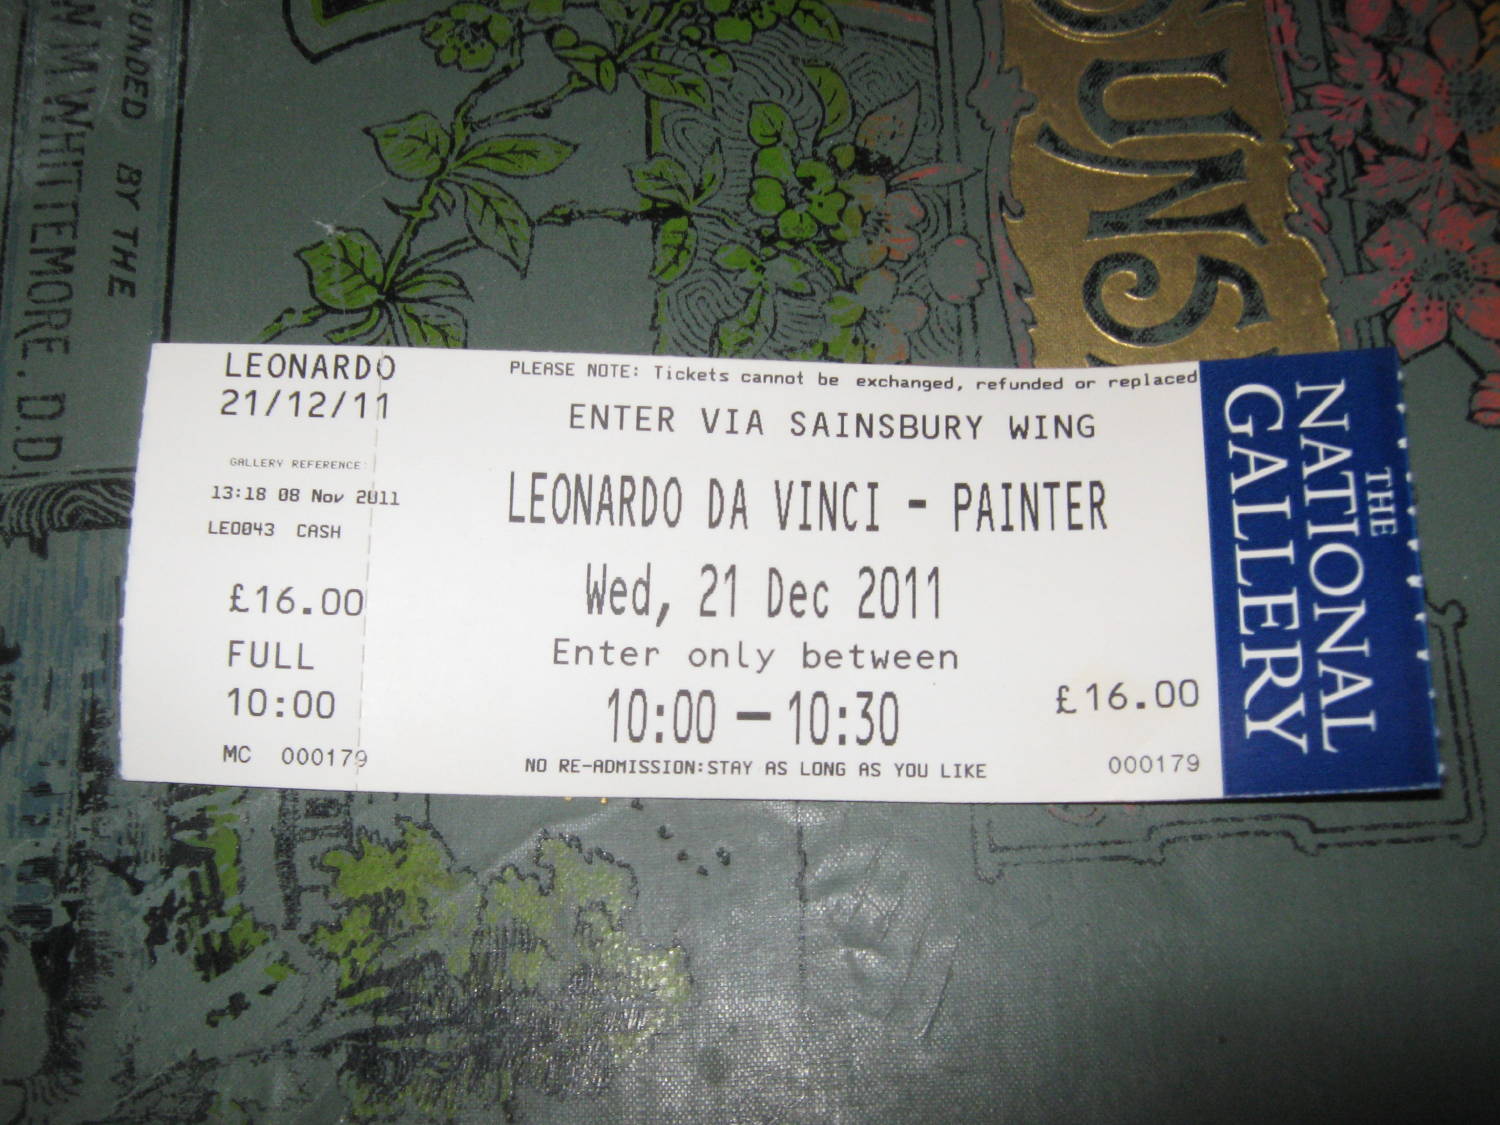 LEONARDO
21/12/11
GALLERY REFERENCE:
13:18 08 Nov 2011
LEO043 CASH
£16.00
FULL
10:00
MC 000179
PLEASE NOTE: Tickets cannot be exchanged, refunded or replaced
ENTER VIA SAINSBURY WING
LEONARDO DA VINCI - PAINTER
Wed, 21 Dec 2011
Enter only between
10:00 — 10:30
£16.00
NO RE-ADMISSION:STAY AS LONG AS YOU LIKE
000179
THE
NATIONAL
GALLERY
BY THE
WHITTEMORE. D.D.